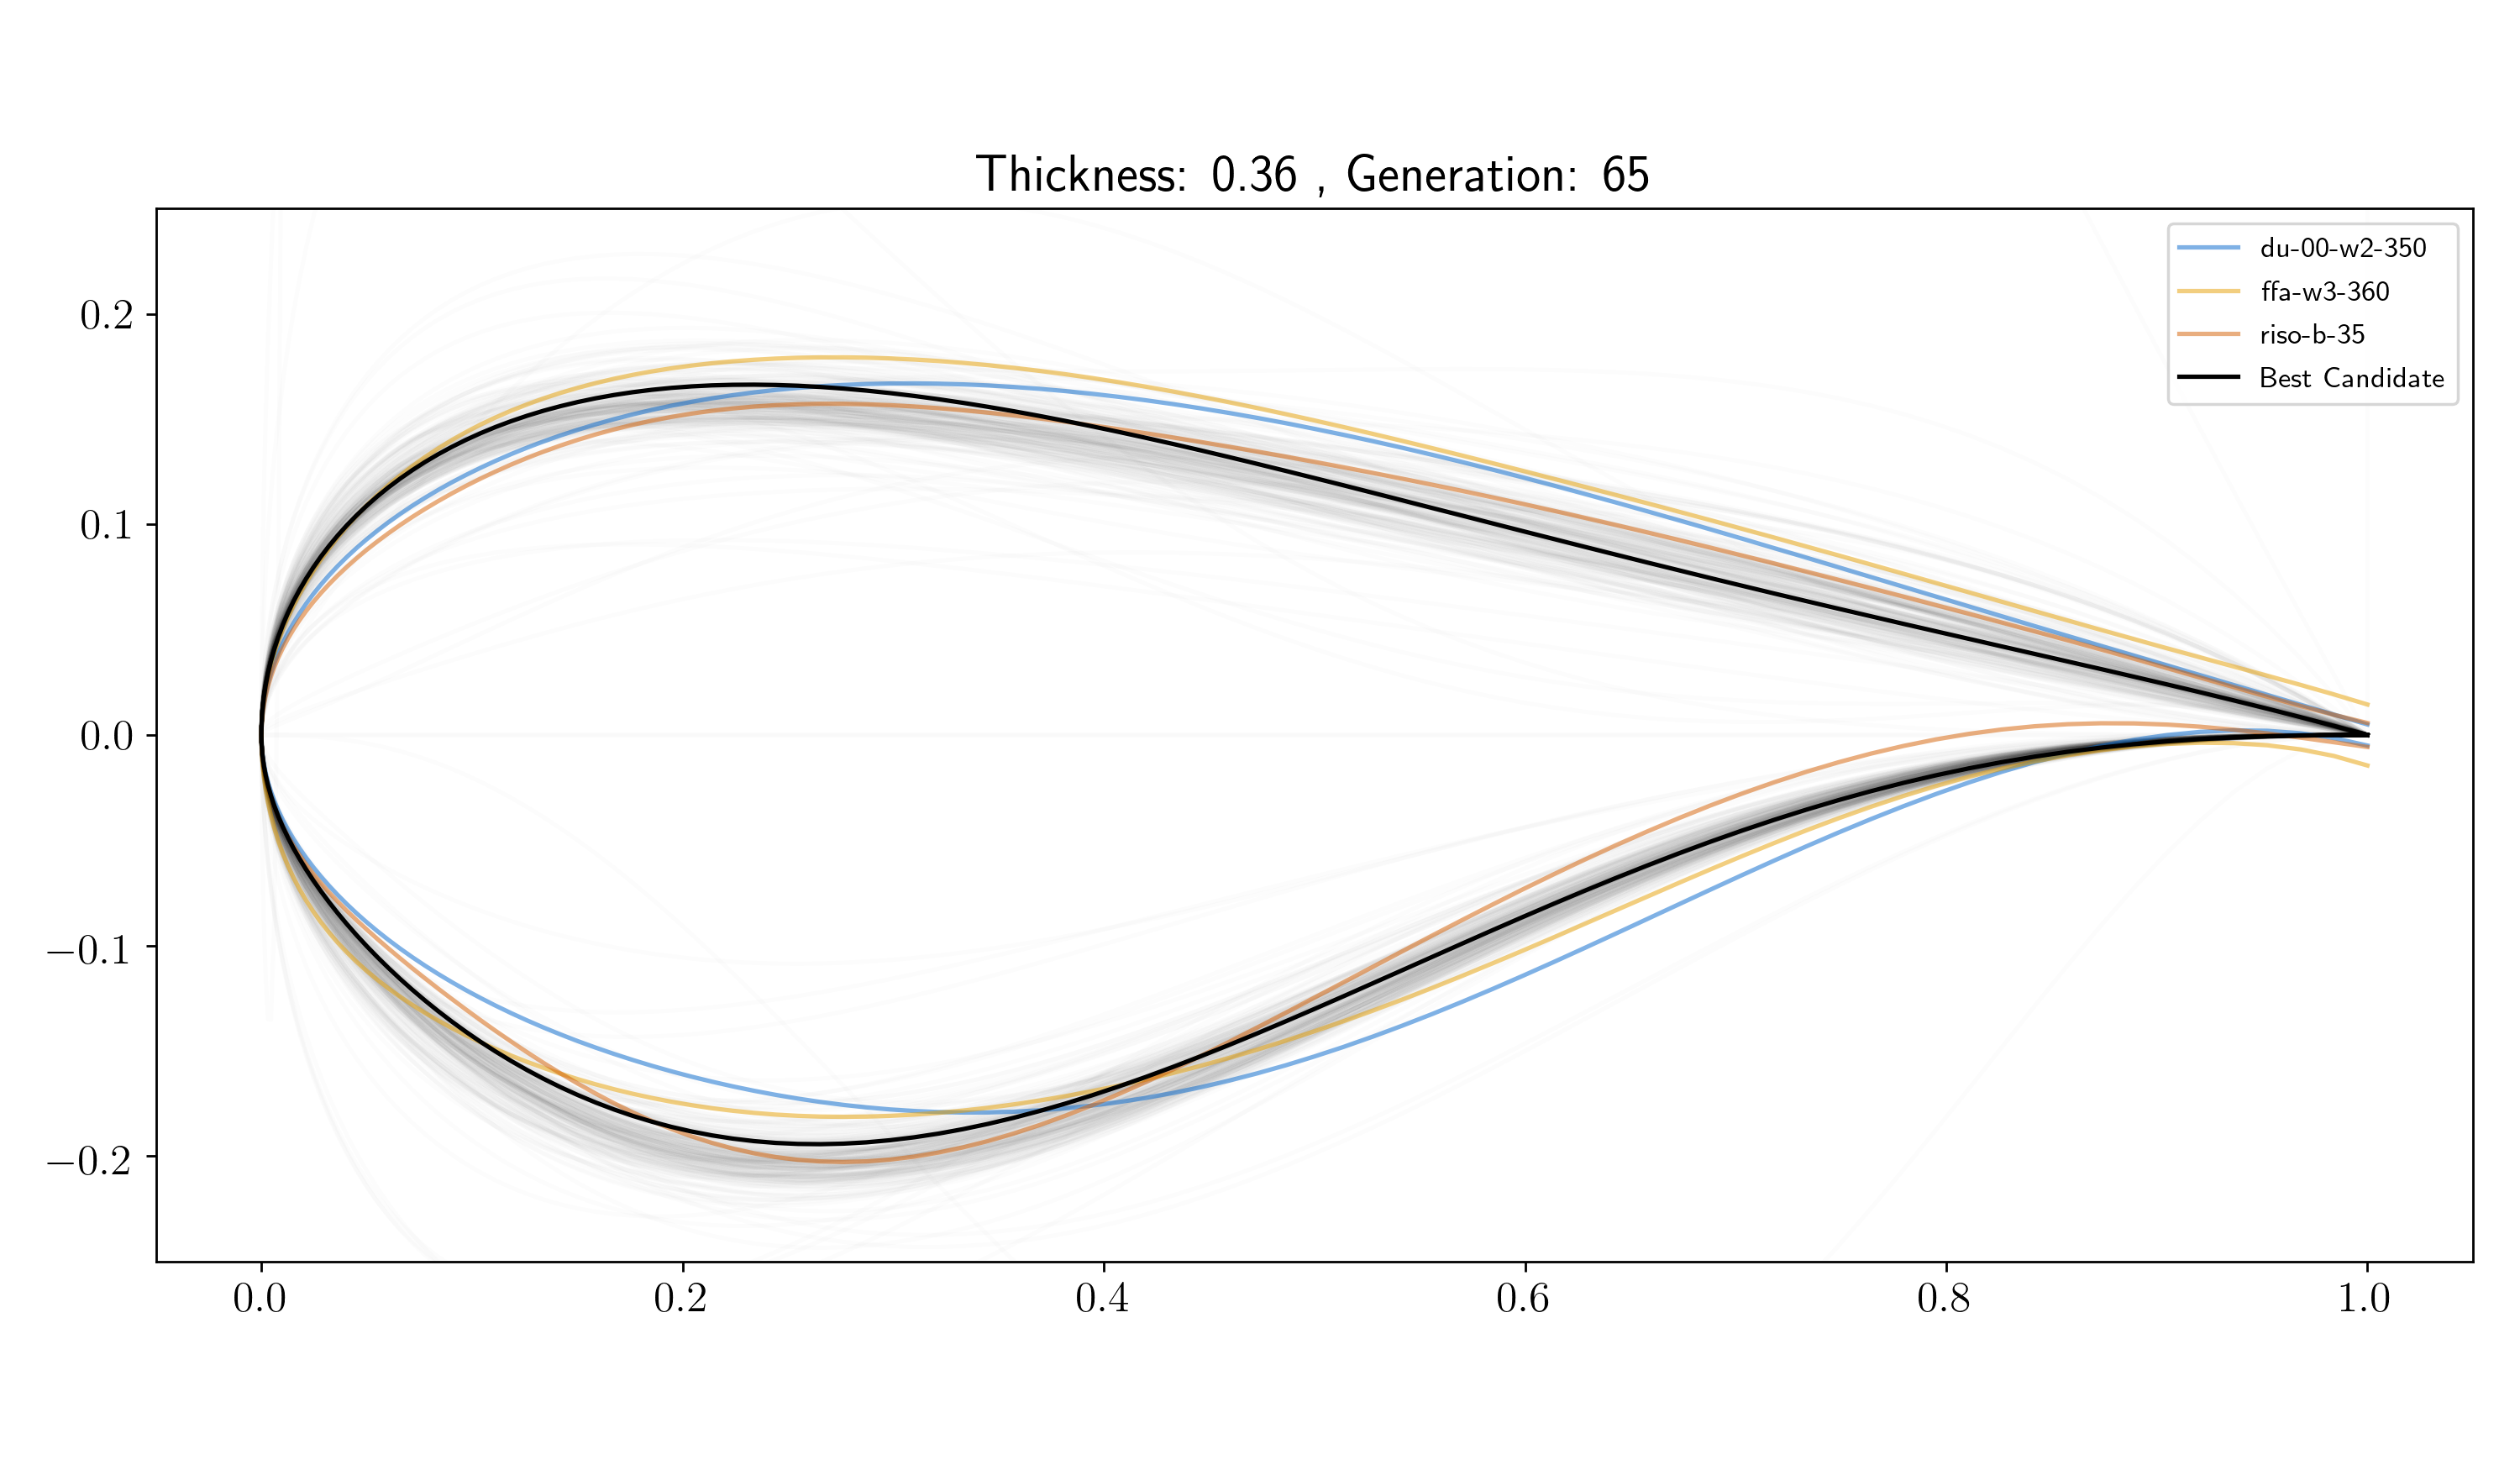 Thickness: 0.36 , Generation: 65
du-00-w2-350
ffa-w3-360
riso-b-35
Best Candidate
0.2
0.1
0.0
−0.1
−0.2
0.0 0.2 0.4 0.6 0.8 1.0